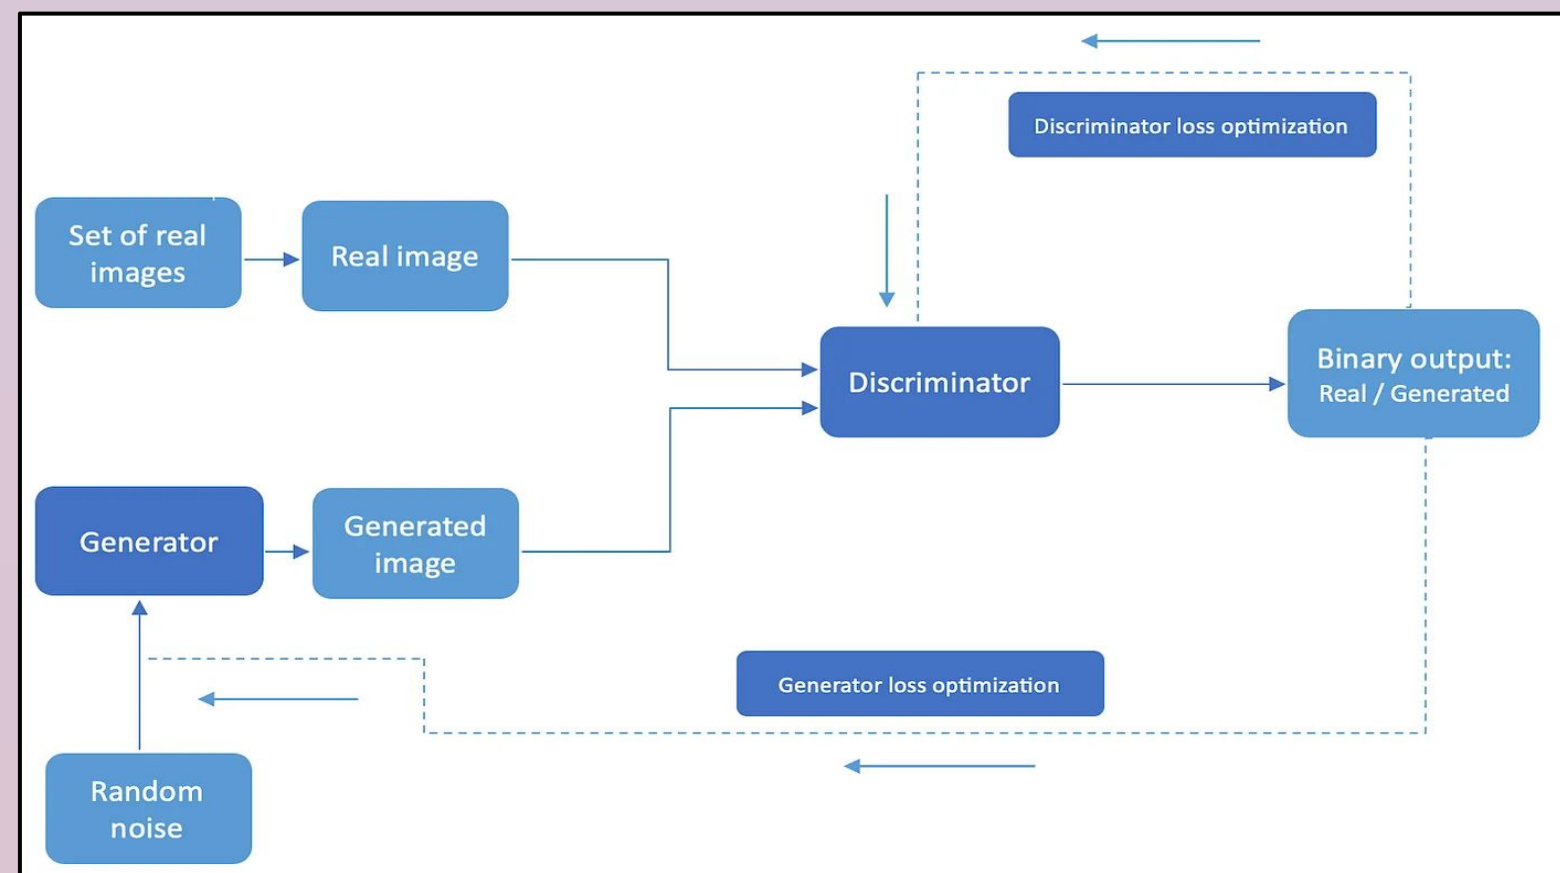 Discriminator loss optimization
Set of real
images
Real image
Discriminator
Binary output:
Real / Generated
Generator
Generated
image
Generator loss optimization
Random
noise